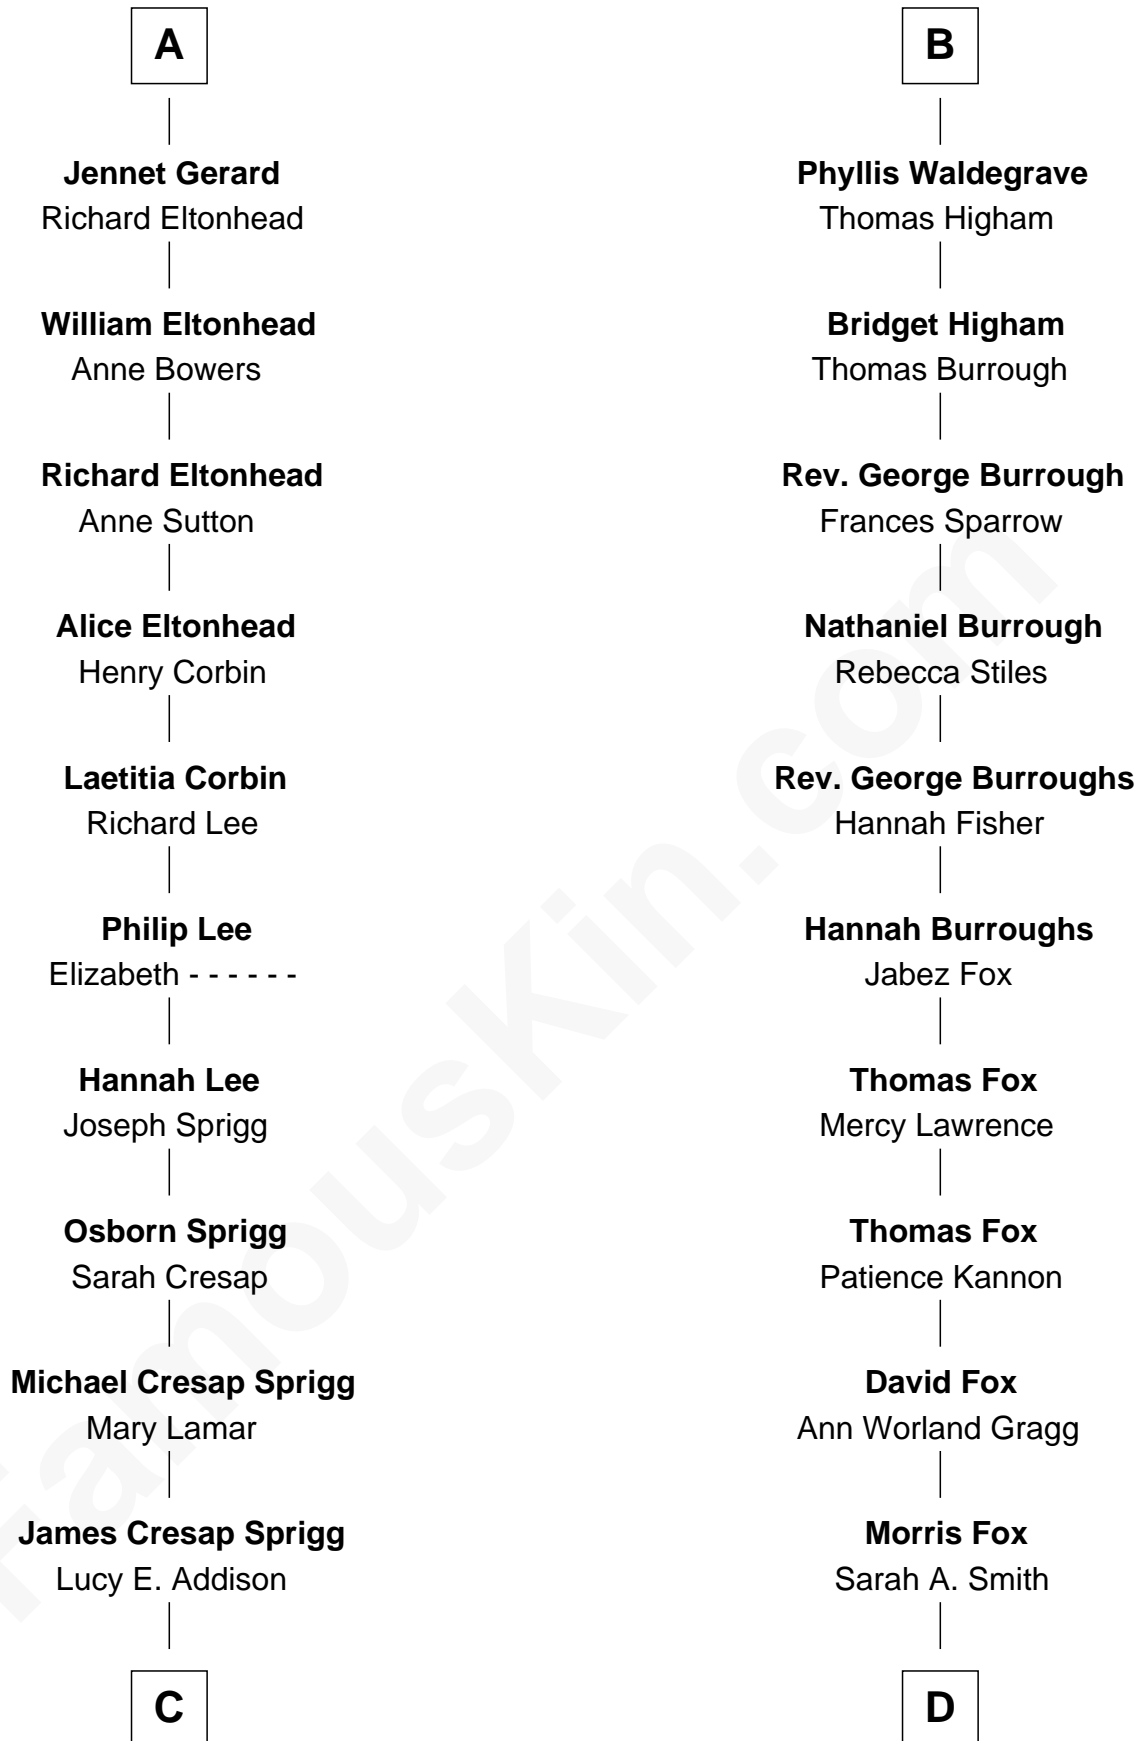 A
Jennet Gerard
Richard Eltonhead
William Eltonhead
Anne Bowers
Richard Eltonhead
Anne Sutton
Alice Eltonhead
Henry Corbin
Laetitia Corbin
Richard Lee
Philip Lee
Elizabeth - - - - - -
Hannah Lee
Joseph Sprigg
Osborn Sprigg
Sarah Cresap
Michael Cresap Sprigg
Mary Lamar
James Cresap Sprigg
Lucy E. Addison
C
B
Phyllis Waldegrave
Thomas Higham
Bridget Higham
Thomas Burrough
Rev. George Burrough
Frances Sparrow
Nathaniel Burrough
Rebecca Stiles
Rev. George Burroughs
Hannah Fisher
Hannah Burroughs
Jabez Fox
Thomas Fox
Mercy Lawrence
Thomas Fox
Patience Kannon
David Fox
Ann Worland Gragg
Morris Fox
Sarah A. Smith
D
FamousKin.com